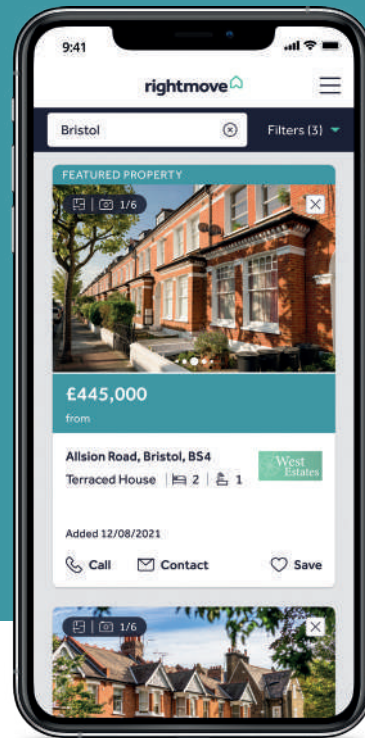 9:41
rightmove
Bristol
Filters (3)
FEATURED PROPERTY
1/6
£445,000
from
Allsion Road, Bristol, BS4
West
Estates
Terraced House | 2 | 1
Added 12/08/2021
Call
Contact
Save
1/6